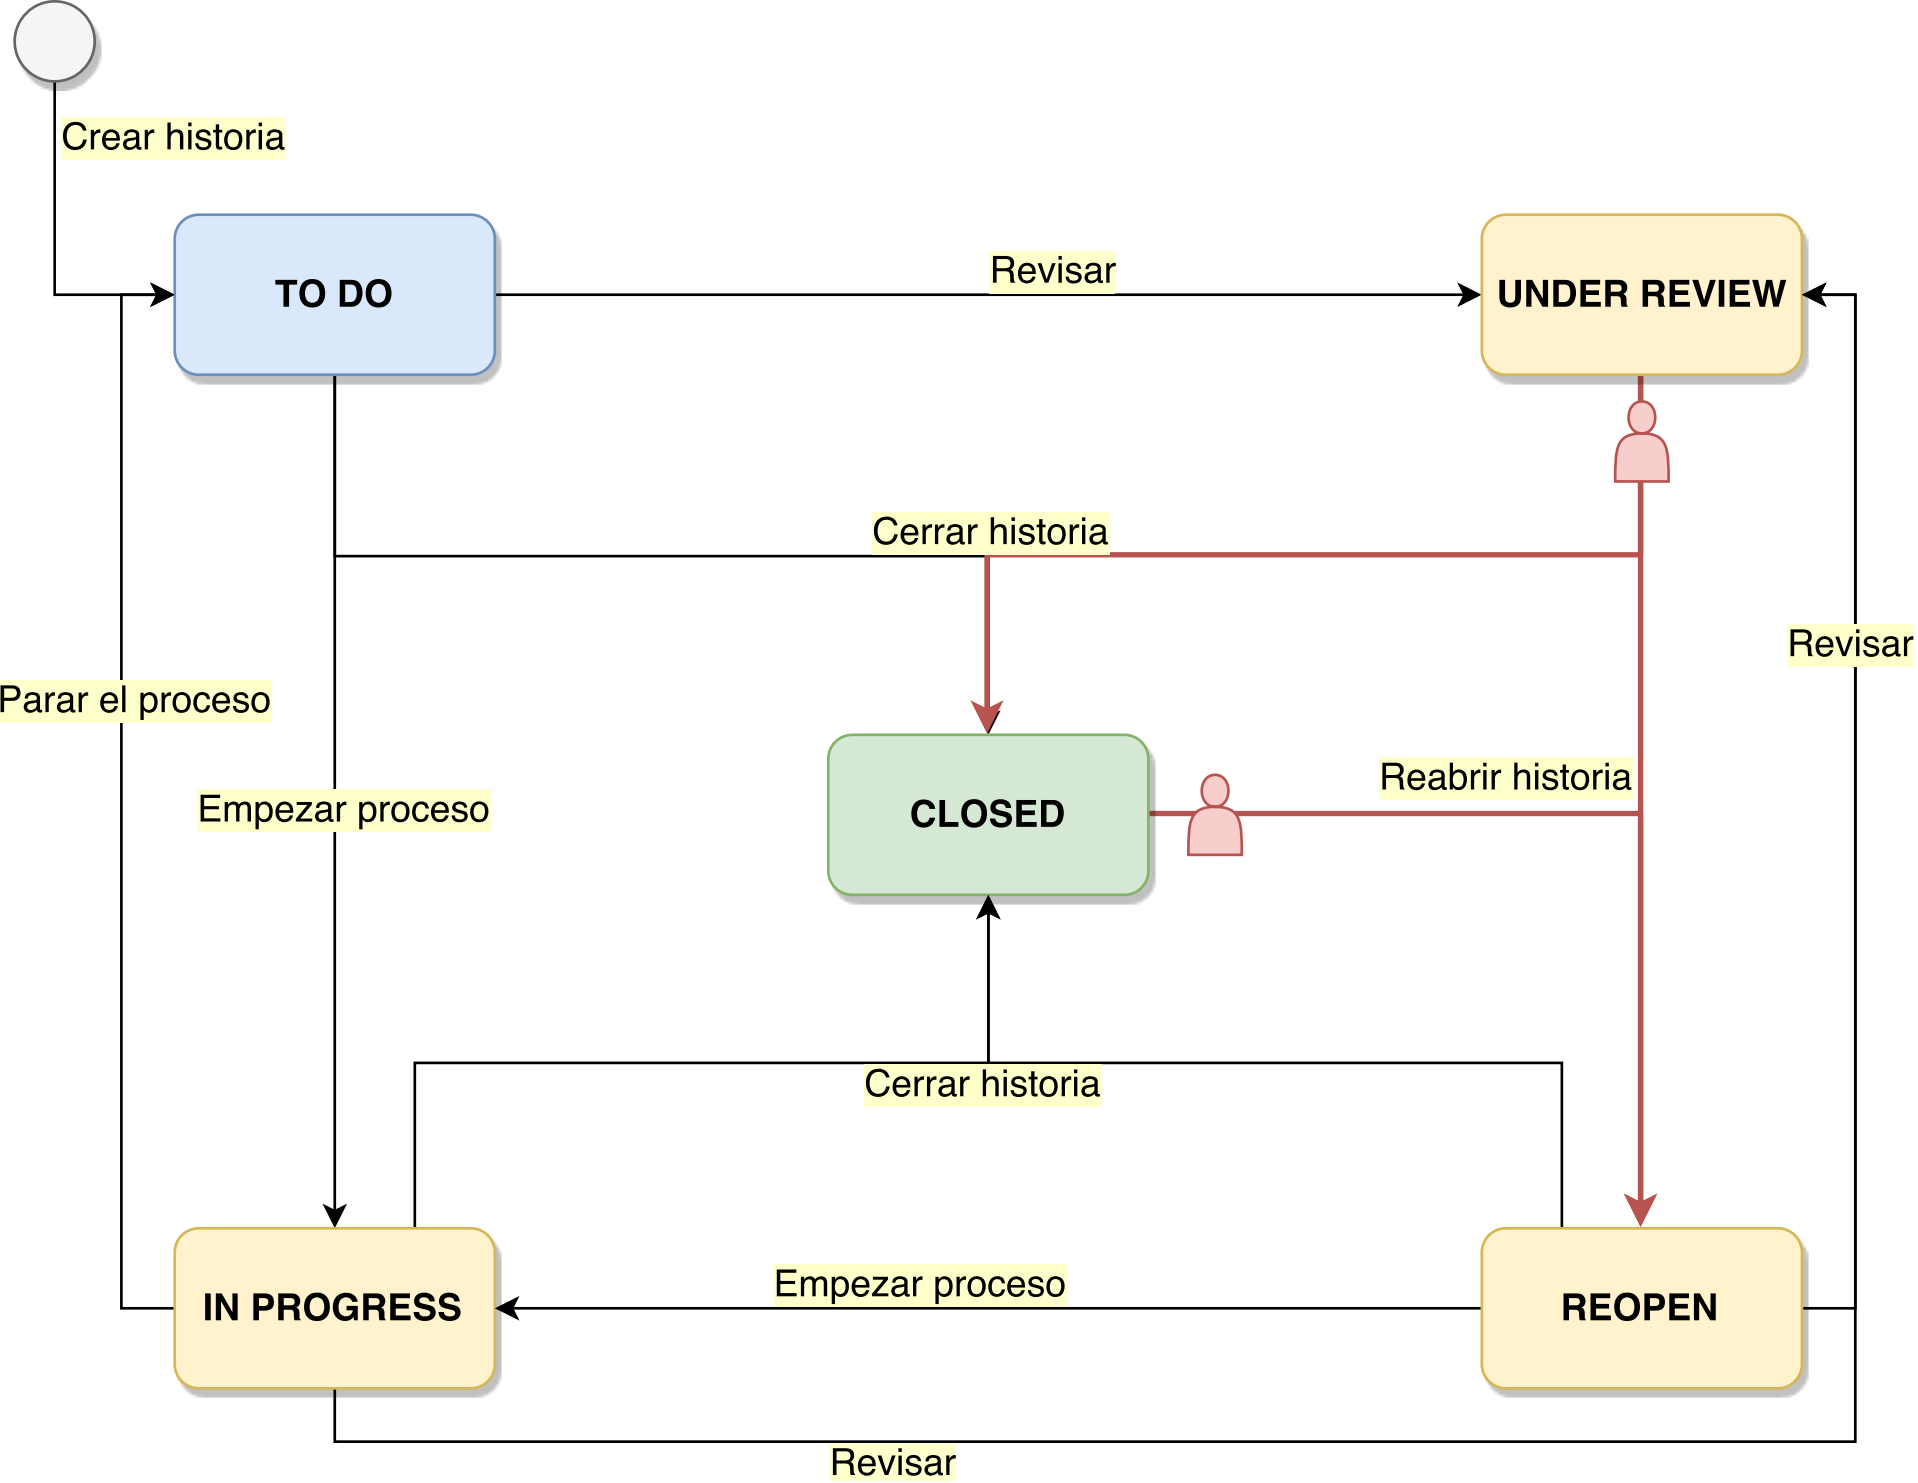 Crear historia
TO DO
Revisar
UNDER REVIEW
Cerrar historia
Revisar
Parar el proceso
Reabrir historia
Empezar proceso
CLOSED
Cerrar historia
Empezar proceso
IN PROGRESS
REOPEN
Revisar